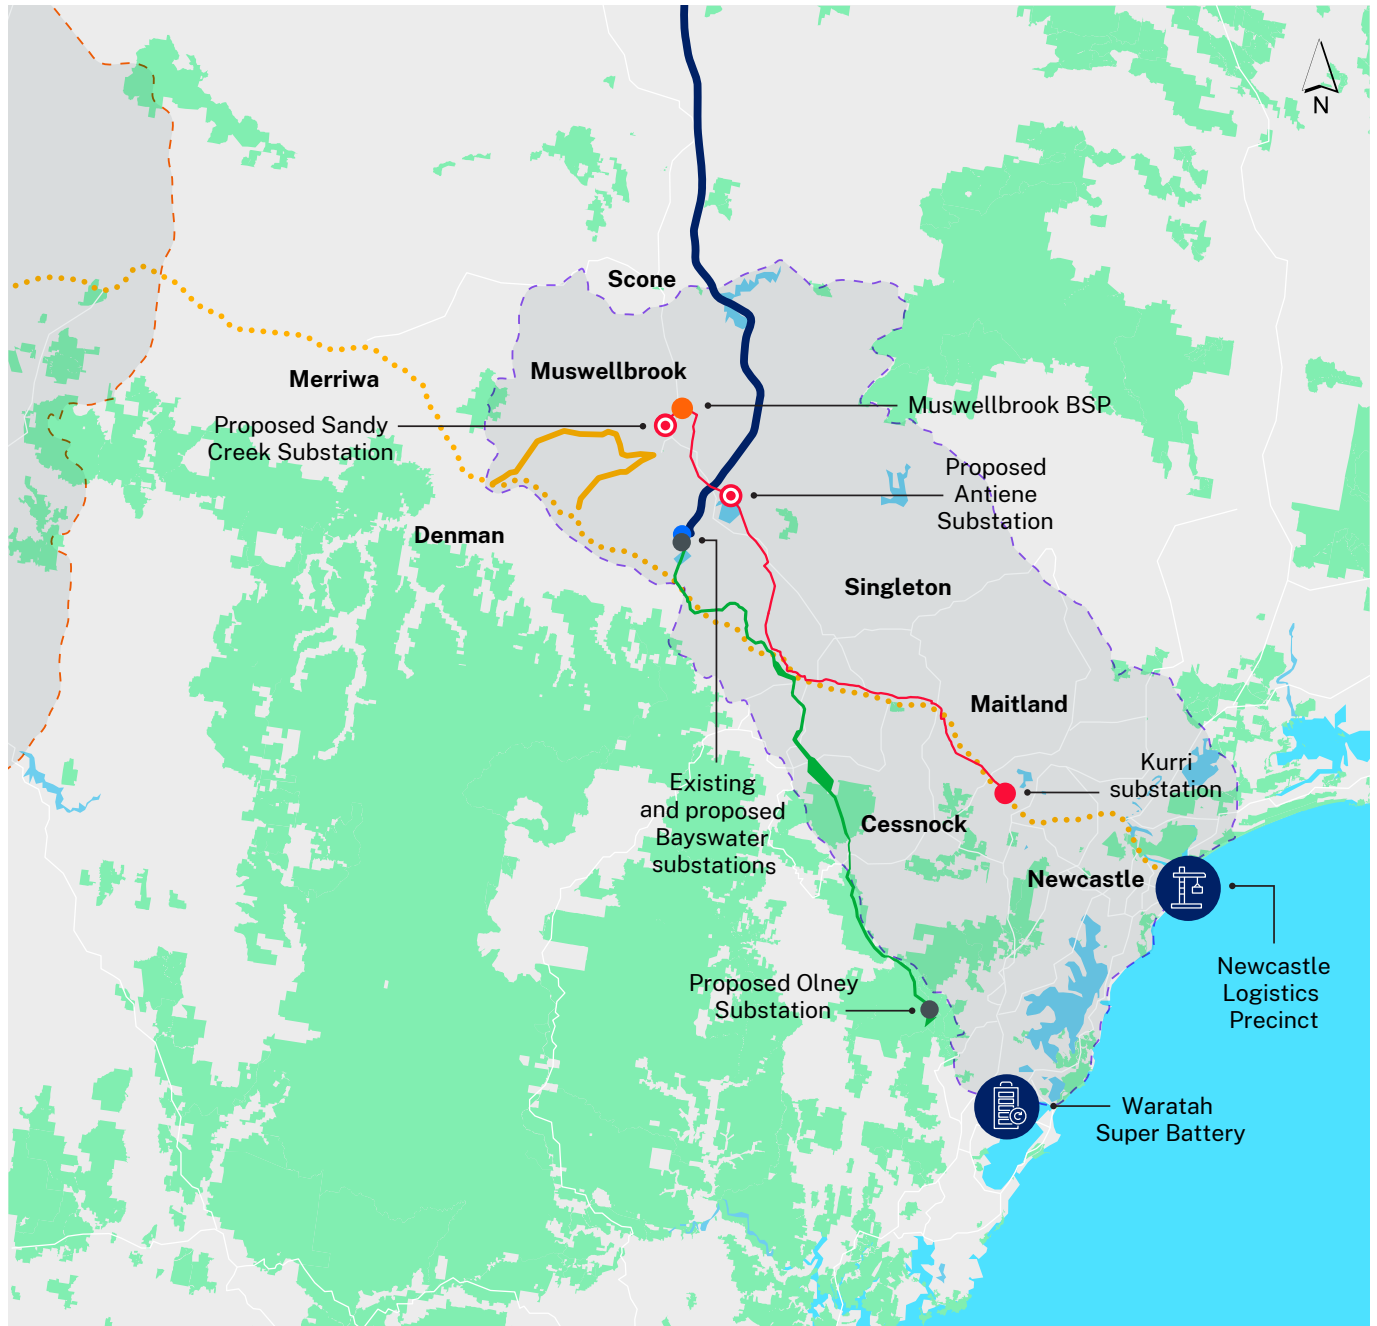 N
Scone
Muswellbrook
Merriwa
Muswellbrook BSP
Proposed Sandy
Creek Substation
Proposed
Antiene
Substation
Denman
Singleton
Maitland
Kurri
substation
Existing
and proposed
Bayswater
substations
Cessnock
Newcastle
Newcastle
Logistics
Precinct
Proposed Olney
Substation
Waratah
Super Battery